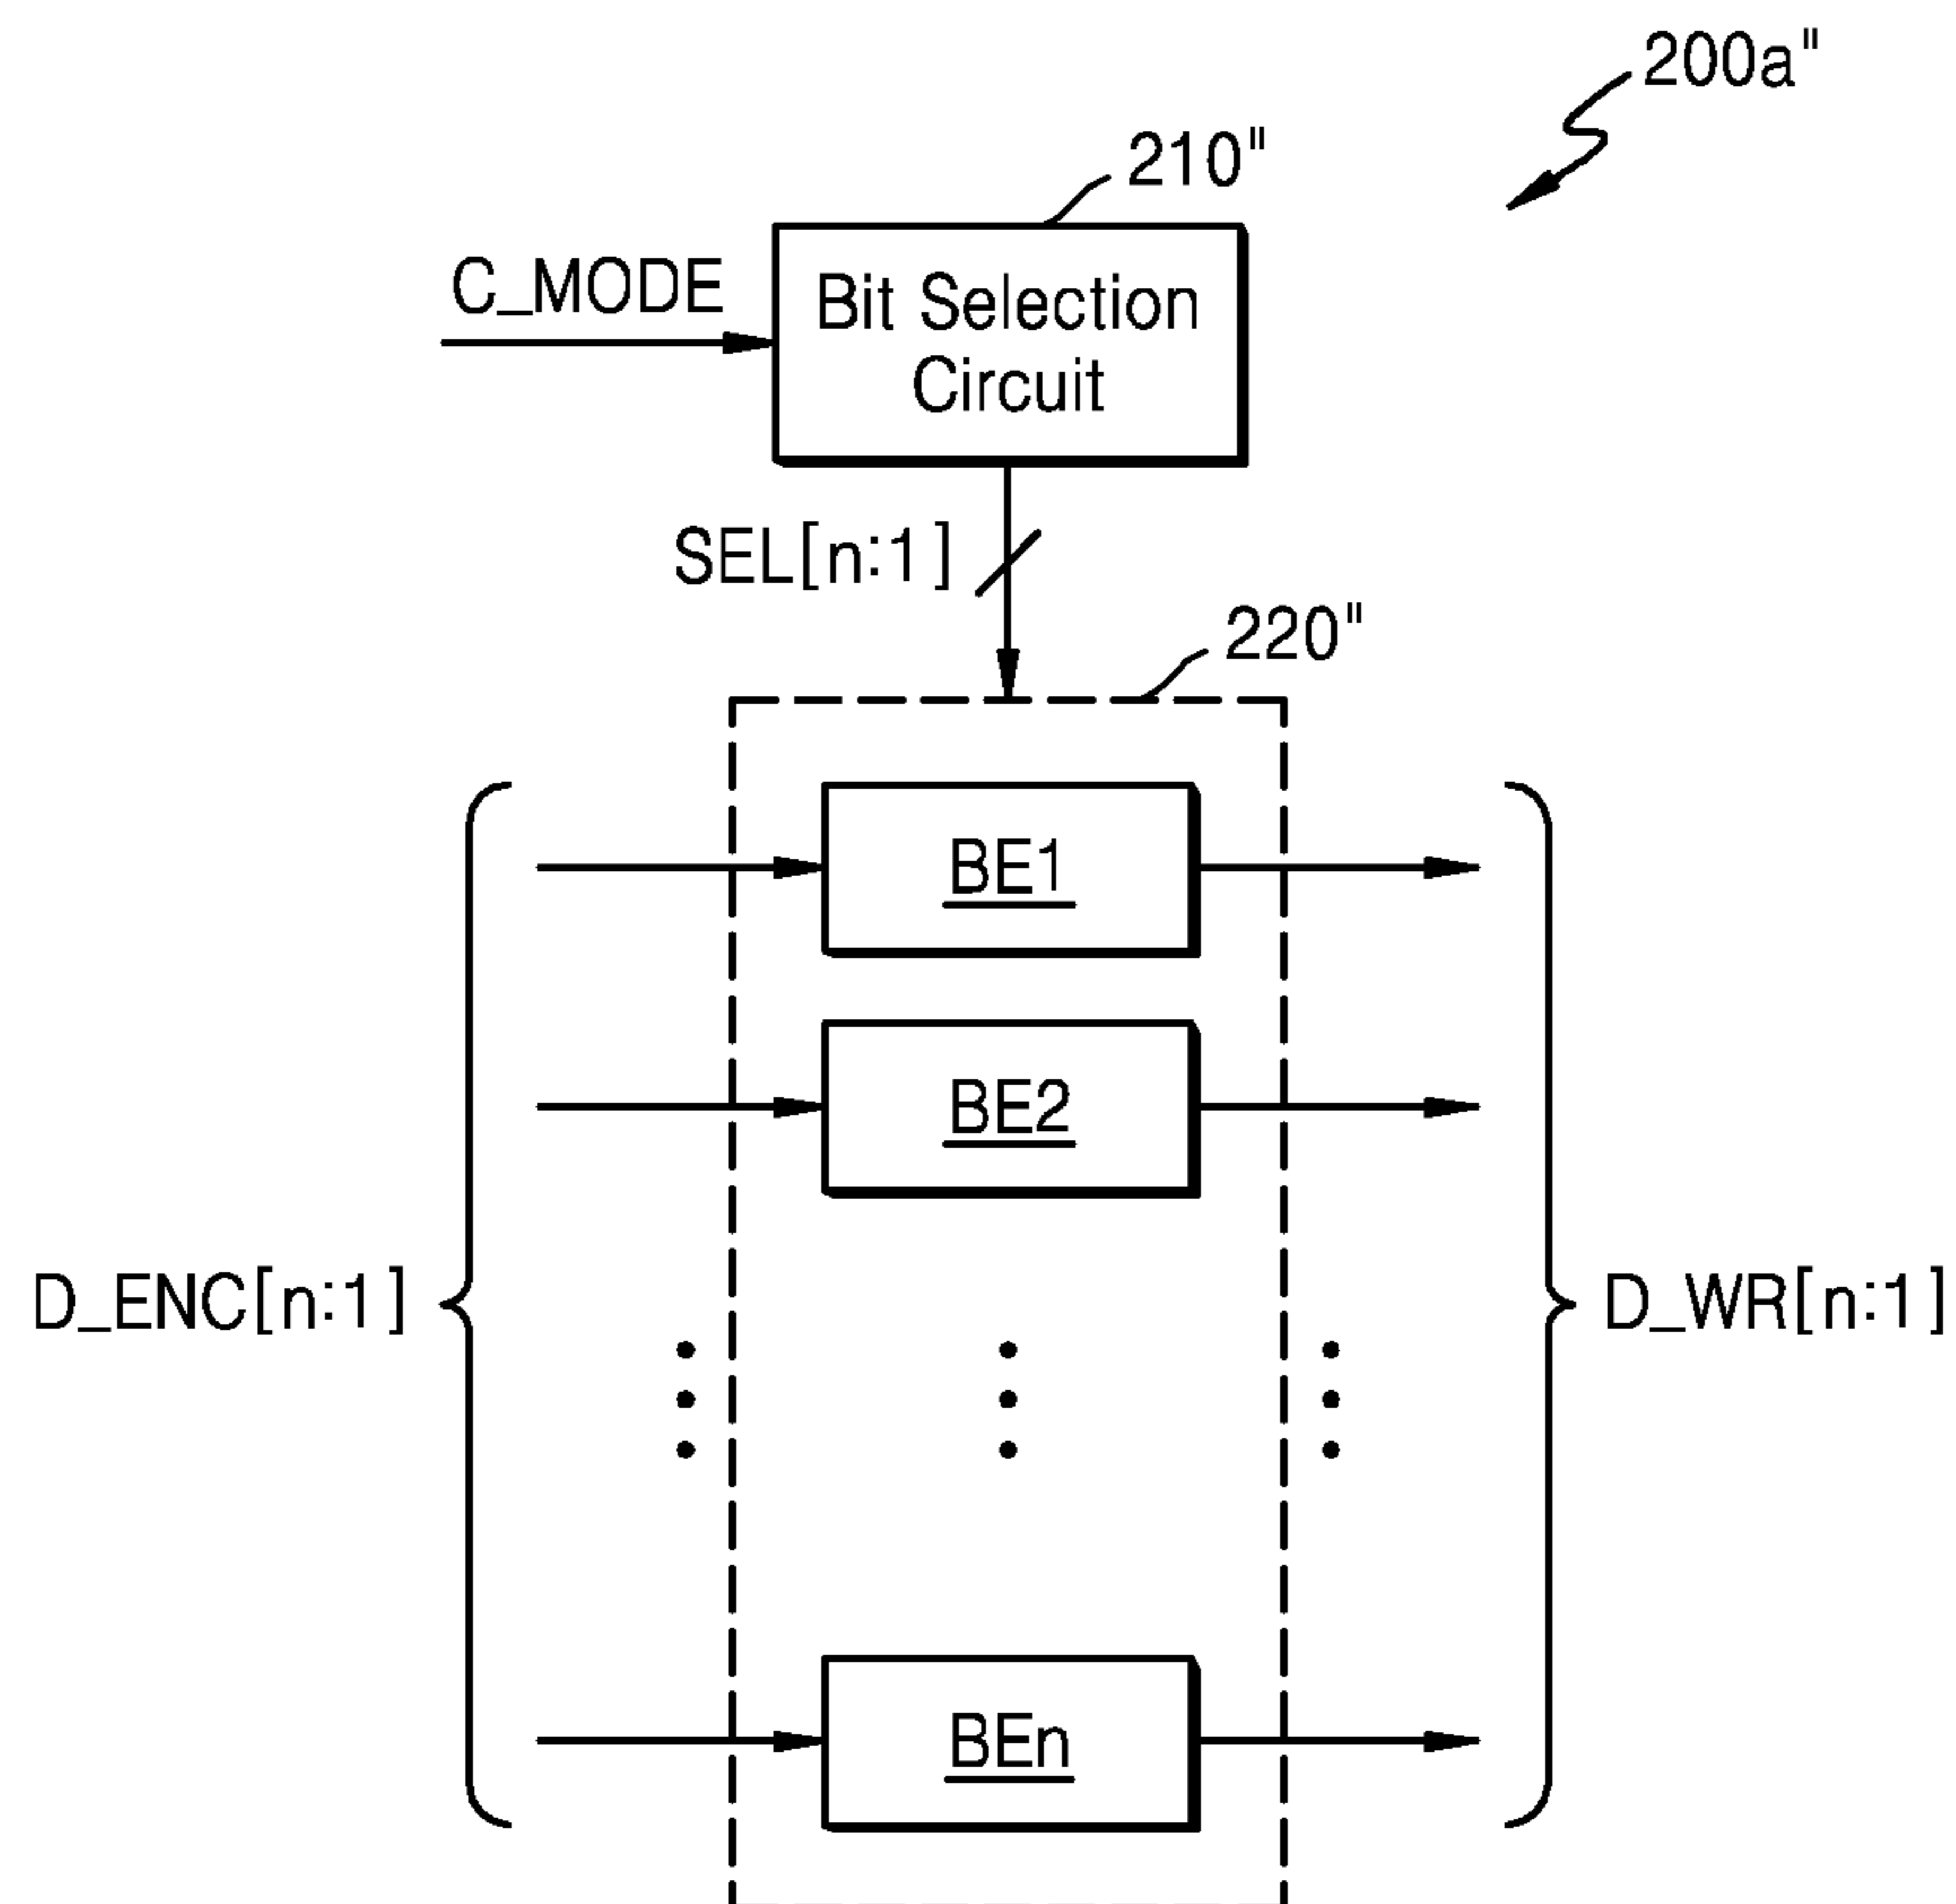 200a"
210"
C_MODE
Bit Selection
Circuit
SEL[n:1]
220"
BE1
BE2
D_ENC[n:1]
D_WR[n:1]
BEn